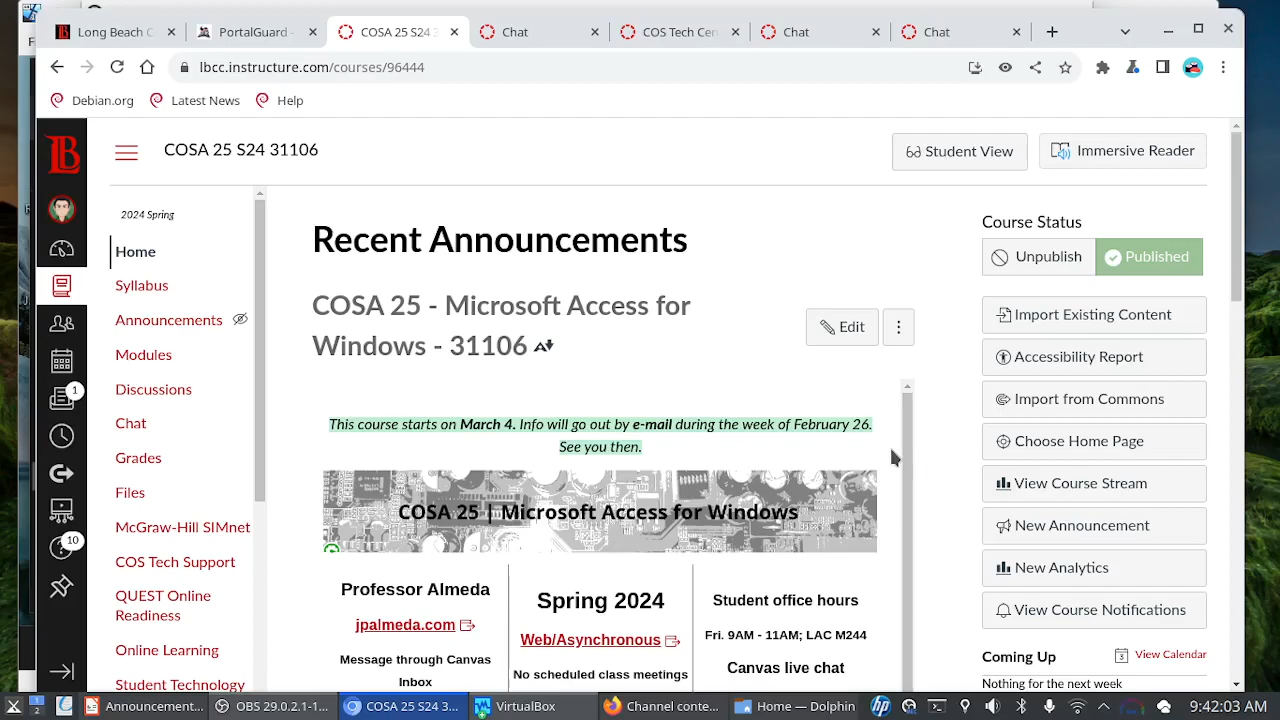 Long Beach C
PortalGuard -
COSA 25 S24 3
Chat
COS Tech Cen
Chat
Chat
lbcc.instructure.com/courses/96444
Debian.org
Latest News
Help
LB
COSA 25 S24 31106
Student View
Immersive Reader
2024 Spring
Home
Syllabus
Announcements
Modules
Discussions
Chat
Grades
Files
McGraw-Hill SIMnet
COS Tech Support
QUEST Online
Readiness
Online Learning
Student Technology
1
10
Recent Announcements
COSA 25 - Microsoft Access for
Windows - 31106
Edit
This course starts on March 4. Info will go out by e-mail during the week of February 26.
See you then.
COSA 25 | Microsoft Access for Windows
Professor Almeda
jpalmeda.com
Message through Canvas
Inbox
Spring 2024
Web/Asynchronous
No scheduled class meetings
Student office hours
Fri. 9AM - 11AM; LAC M244
Canvas live chat
Course Status
Unpublish
Published
Import Existing Content
Accessibility Report
Import from Commons
Choose Home Page
View Course Stream
New Announcement
New Analytics
View Course Notifications
Coming Up
View Calendar
Nothing for the next week
1
2
Announcement...
OBS 29.0.2.1-1...
COSA 25 S24 3...
VirtualBox
Channel conte...
Home — Dolphin
9:42:03 AM